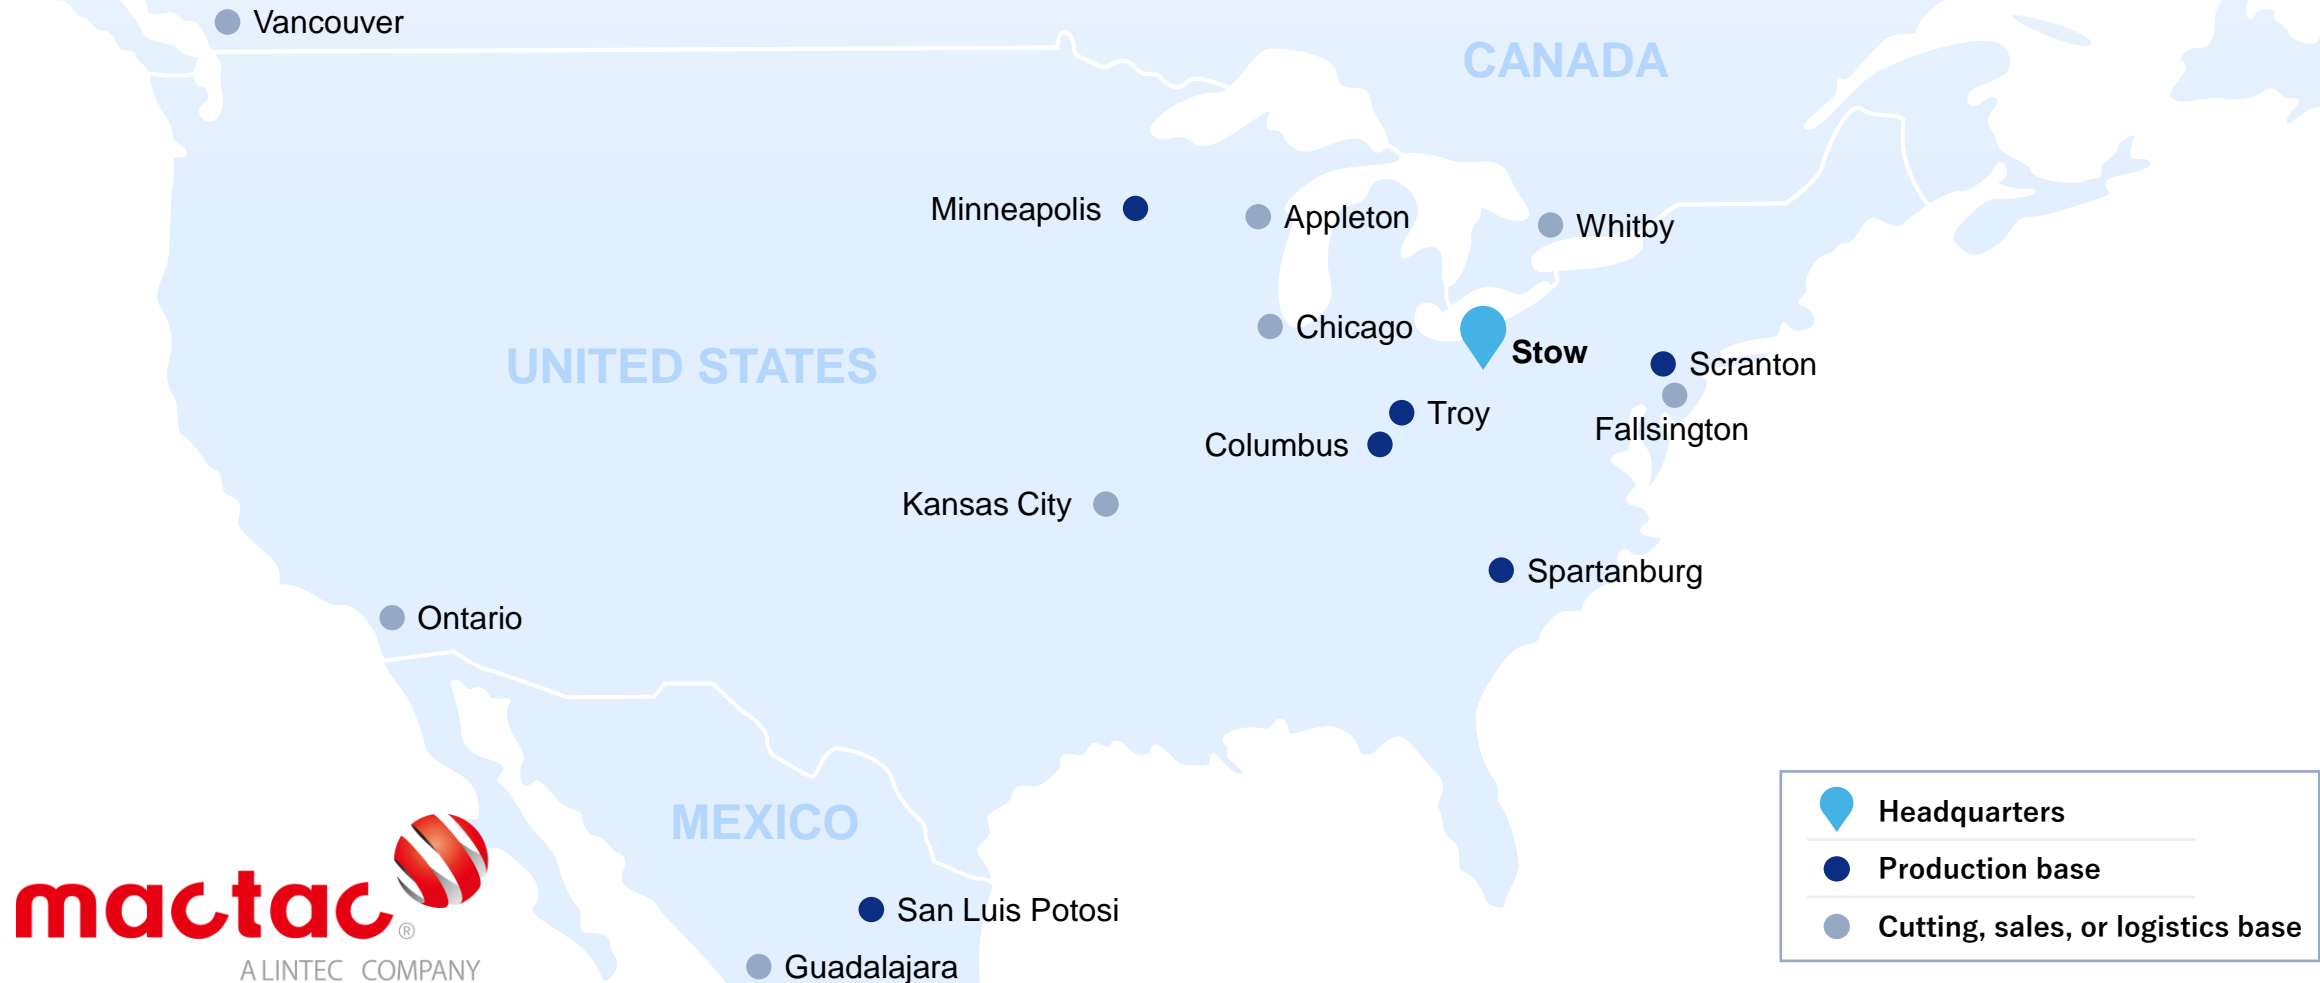 Vancouver
CANADA
Minneapolis
Appleton
Whitby
Chicago
Stow
UNITED STATES
Scranton
Troy
Fallsington
Columbus
Kansas City
Spartanburg
Ontario
MEXICO
San Luis Potosi
Guadalajara
mactac®
A LINTEC COMPANY
Headquarters
Production base
Cutting, sales, or logistics base